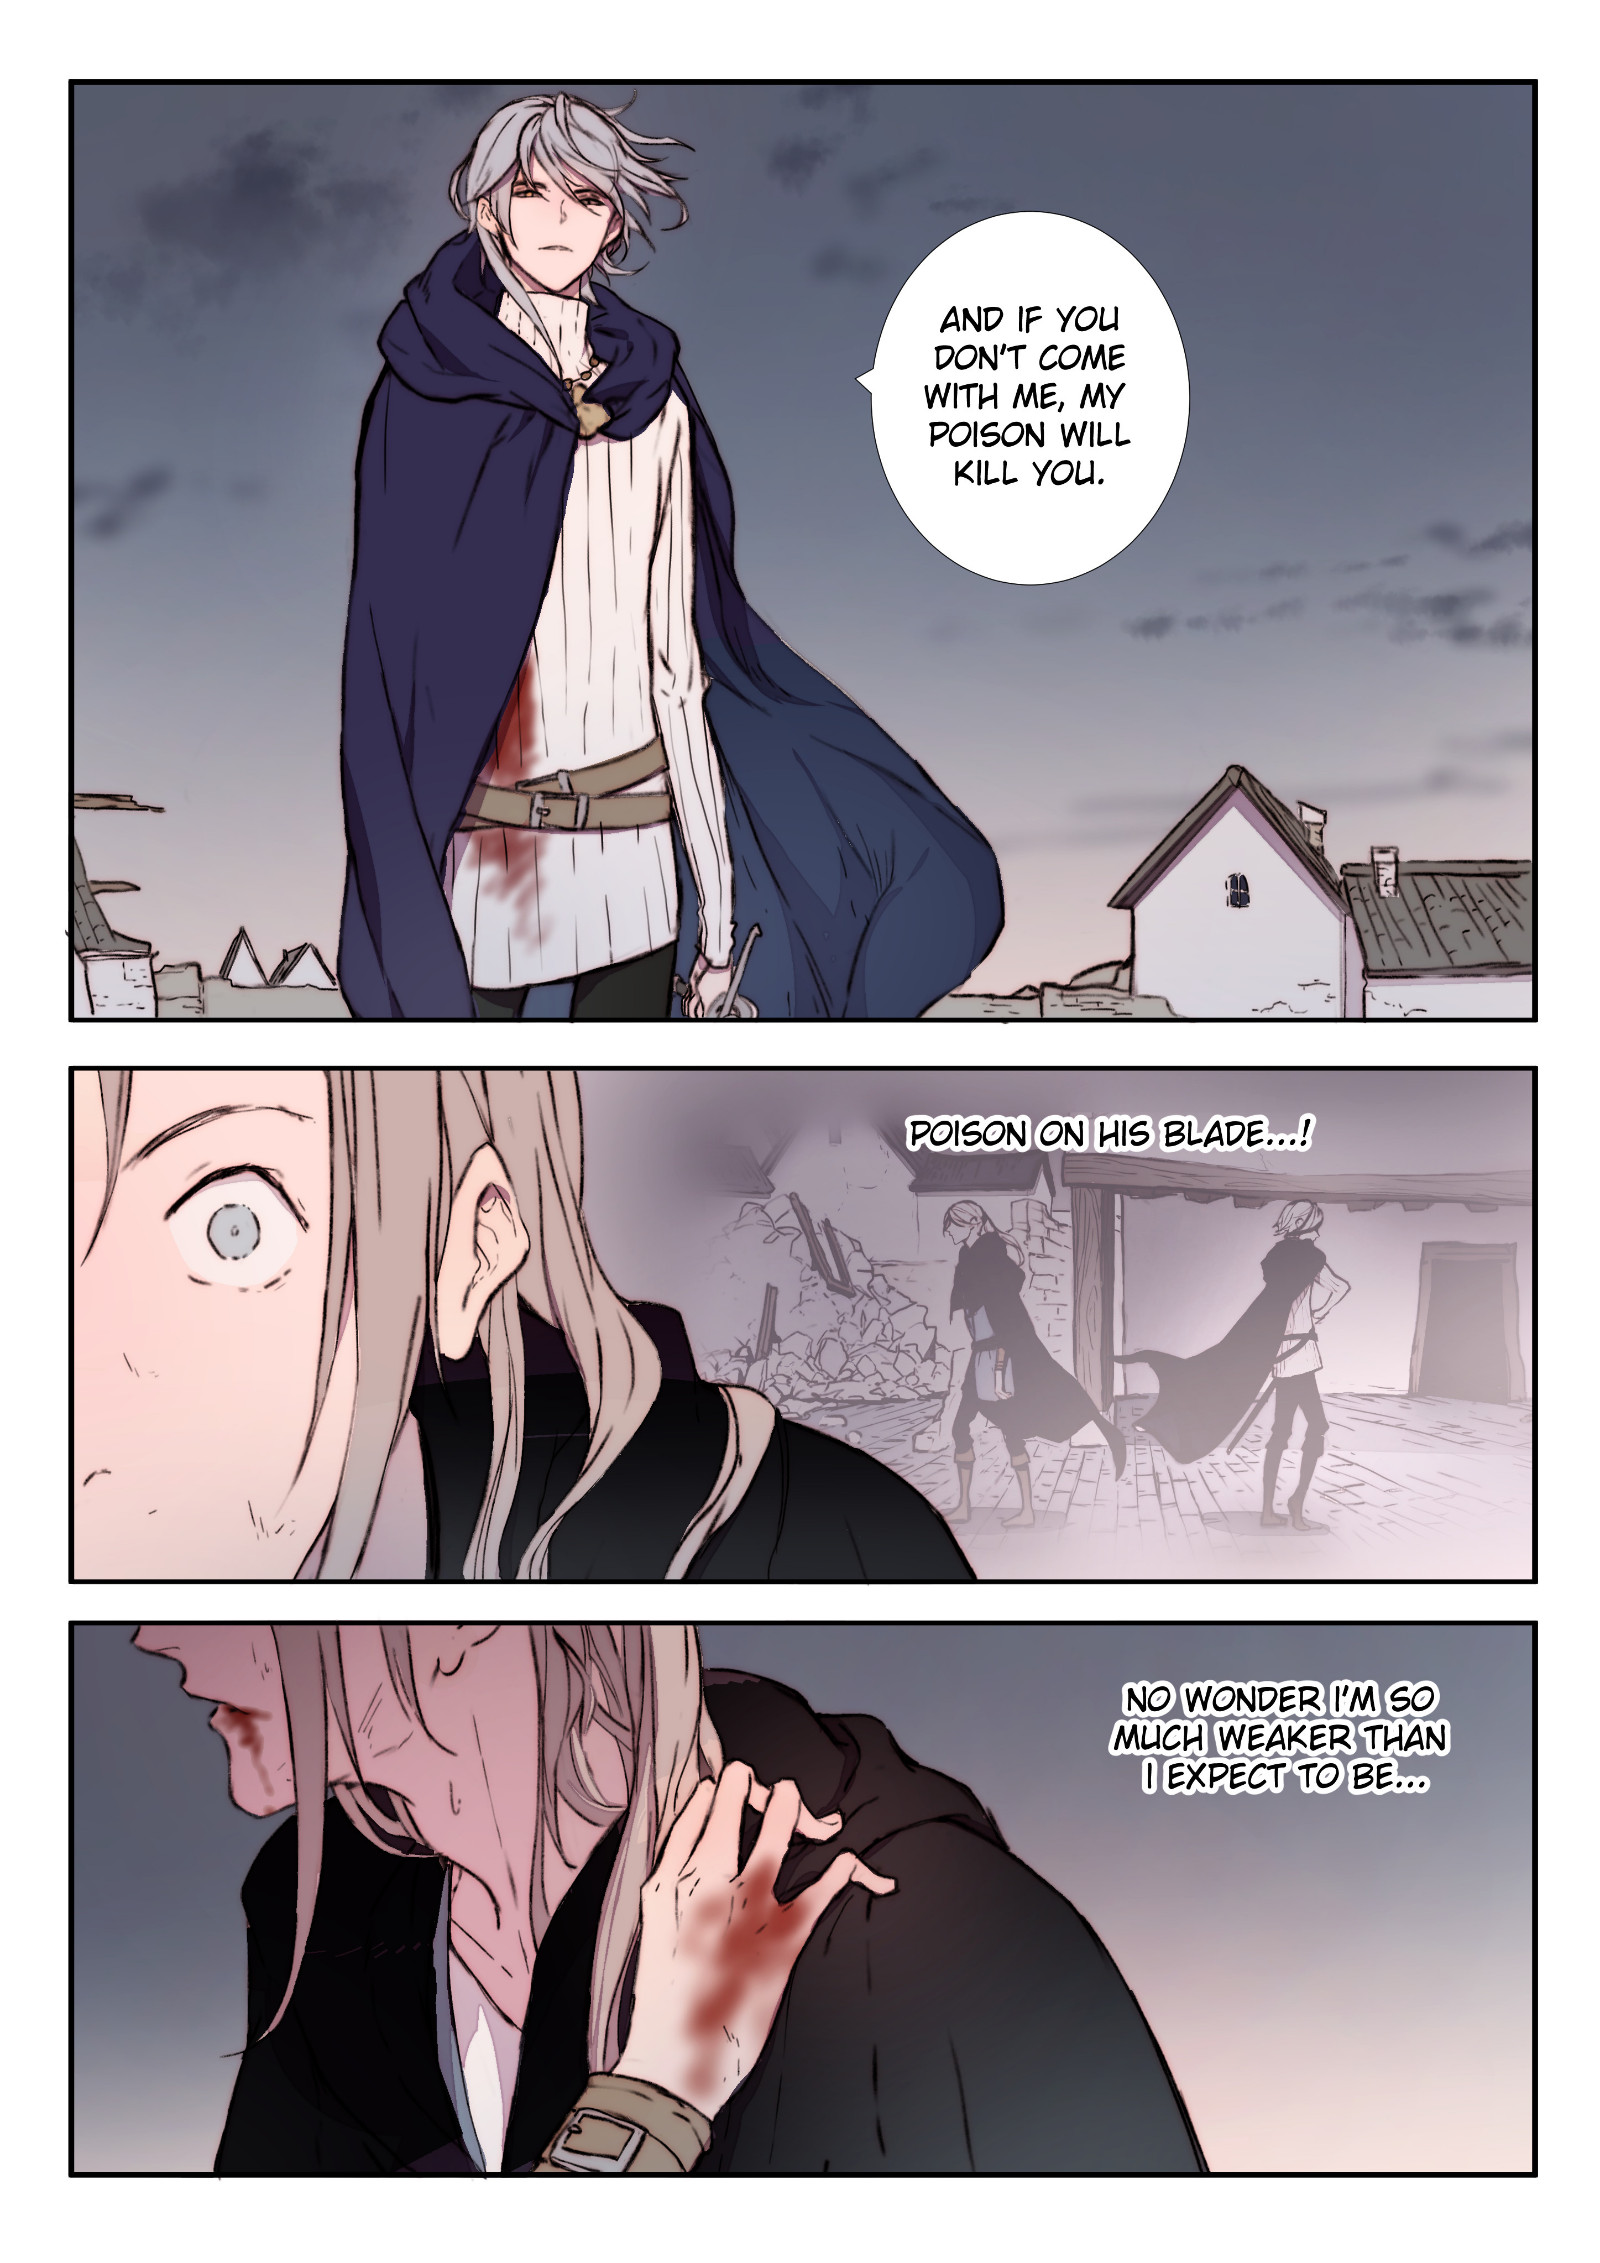 AND IF YOU
DON'T COME
WITH ME, MY
POISON WILL
KILL YOU.
POISON ON HIS BLADE...!
NO WONDER I'M SO
MUCH WEAKER THAN
I EXPECT TO BE...